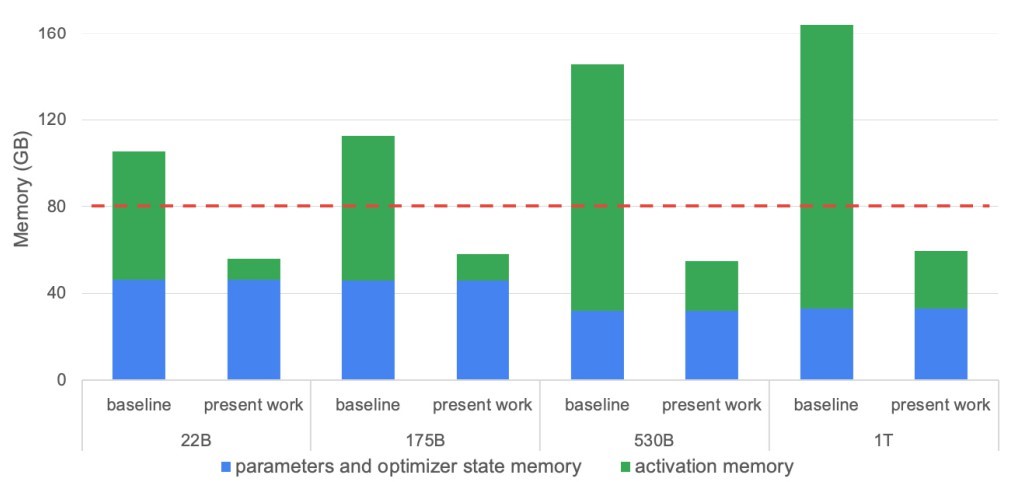 160
120
80
40
0
Memory (GB)
baseline present work baseline present work baseline present work baseline present work
22B 175B 530B 1T
parameters and optimizer state memory activation memory